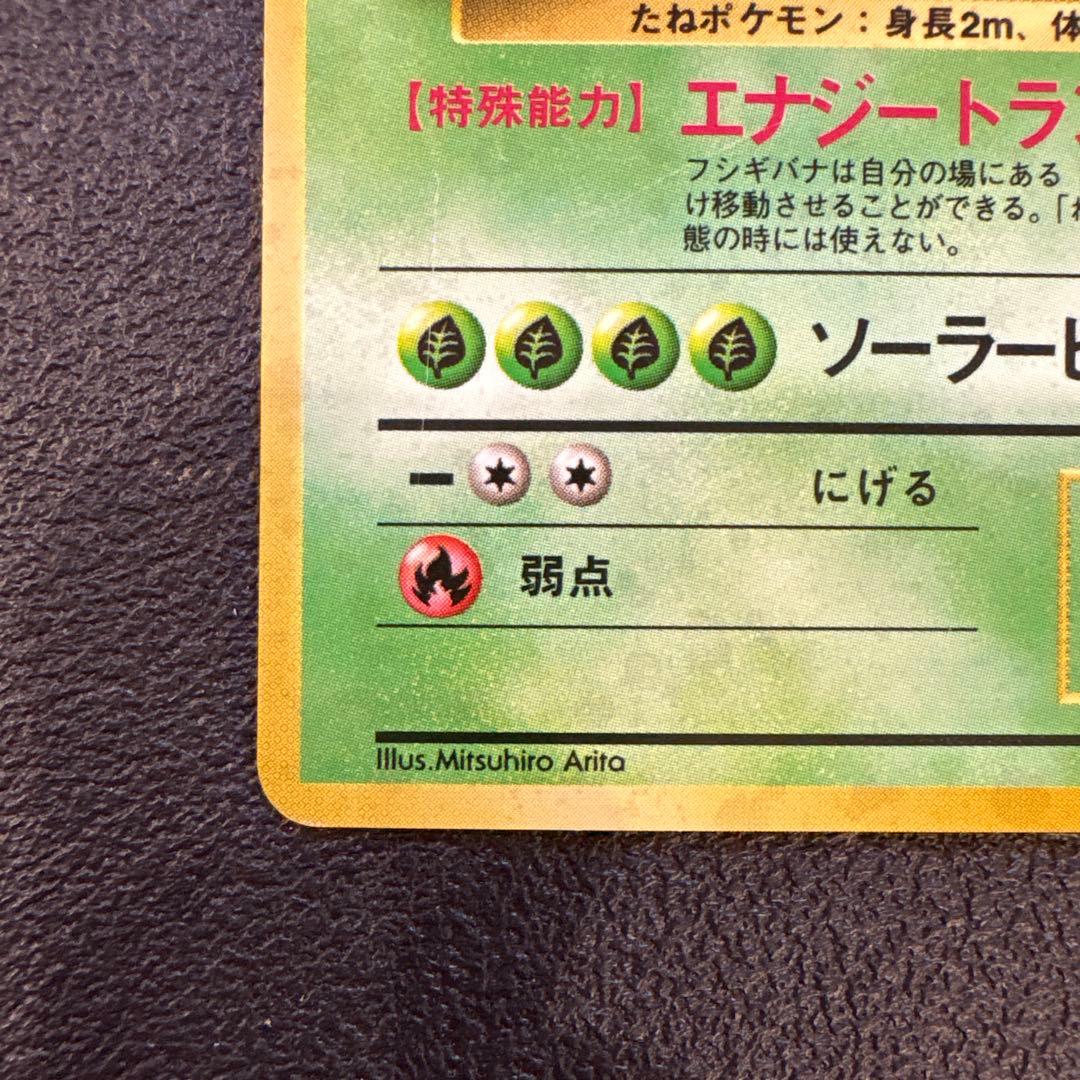 たねポケモン：身長2m、体
【特殊能力】 エナジートラン
フシギバナは自分の場にある
け移動させることができる。「ね
態の時には使えない。
ソーラービ
ー にげる
弱点
Illus.Mitsuhiro Arita